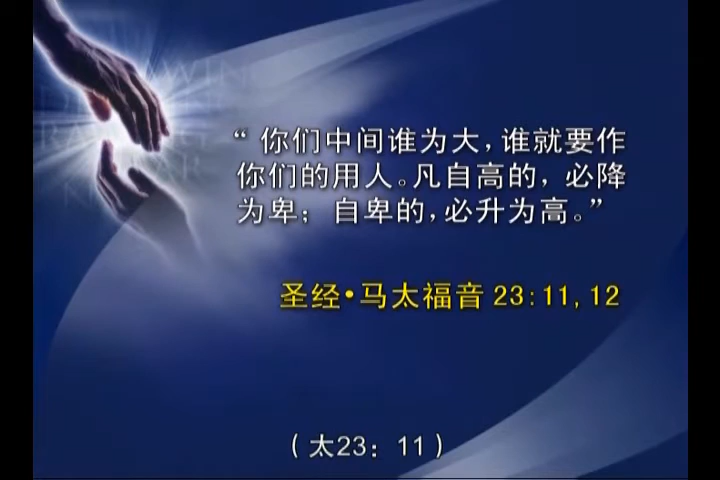 “ 你们中间谁为大，谁就要作
你们的用人。凡自高的，必降
为卑；自卑的，必升为高。”
圣经•马太福音 23:11,12
（太23：11）